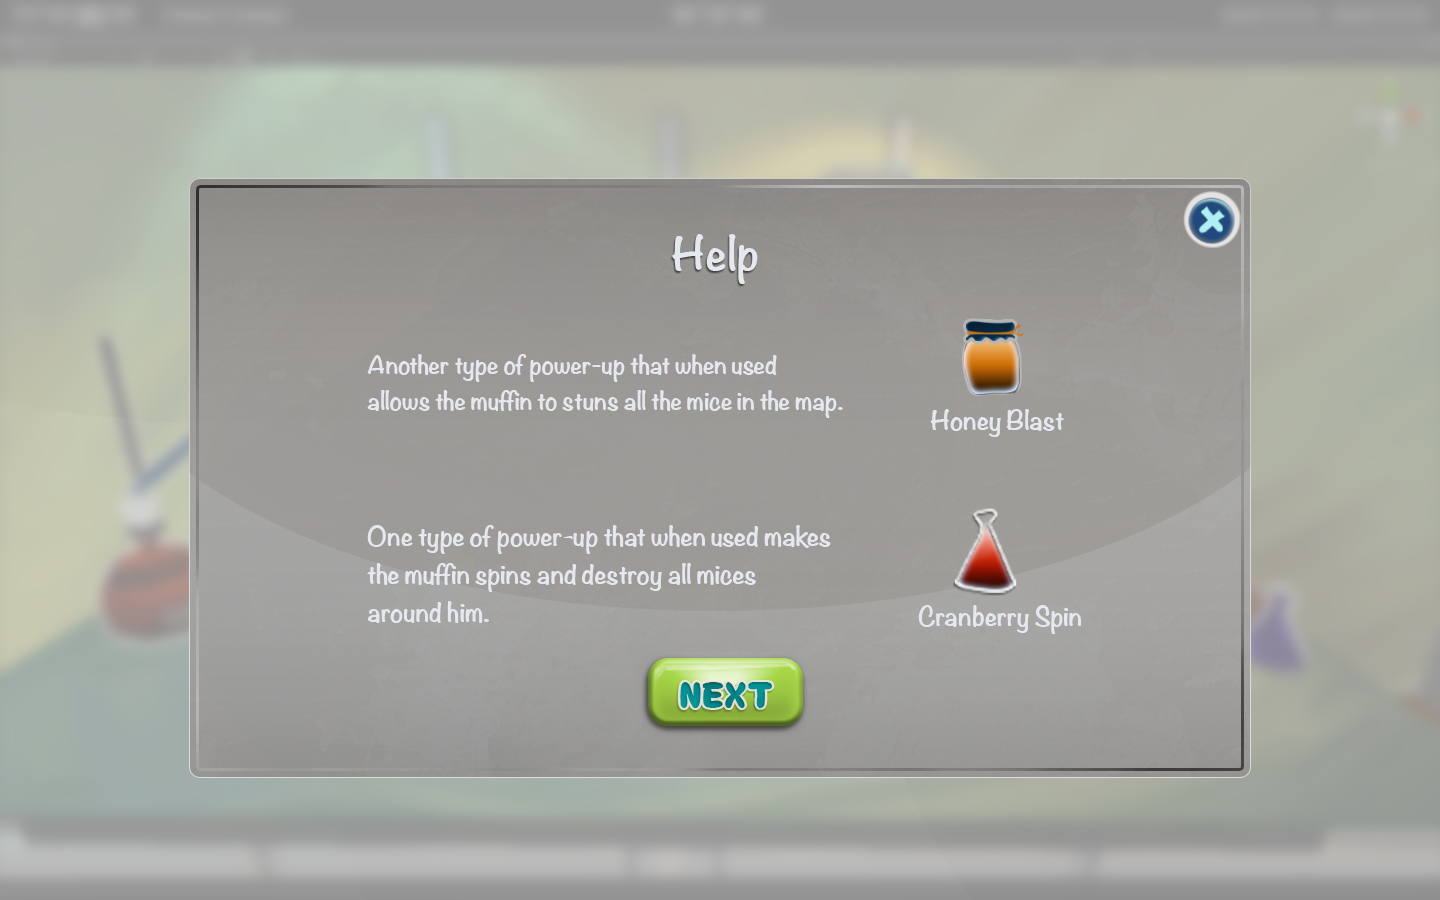 Help
Another type of power-up that when used
allows the muffin to stuns all the mice in the map.
Honey Blast
One type of power-up that when used makes
the muffin spins and destroy all mices
around him.
Cranberry Spin
NEXT